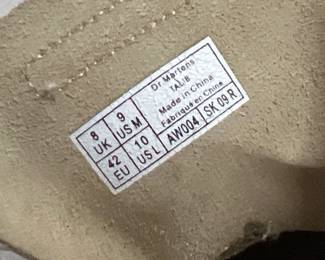 8 UK
9 US M
42 EU
10 US L
Dr Martens
TALIB
Made in China
Fabriqué en Chine
AW004
SK 09 R